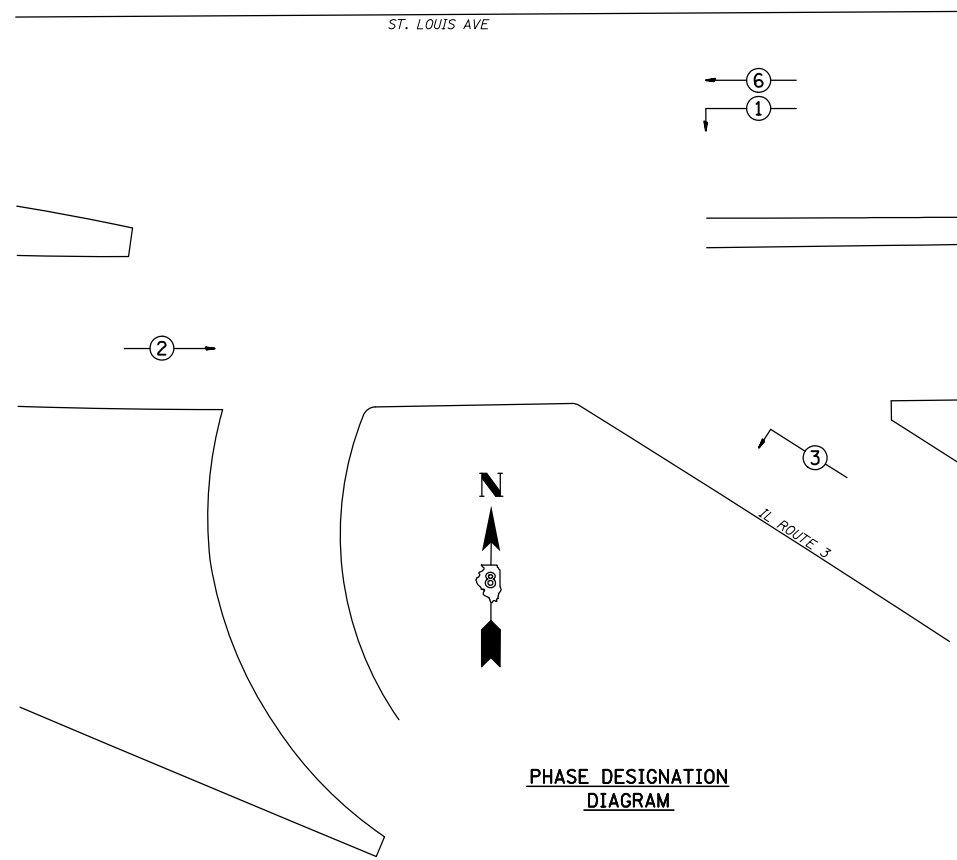 ST. LOUIS AVE
6
1
2
3
N
IL ROUTE 3
8
PHASE DESIGNATION
DIAGRAM